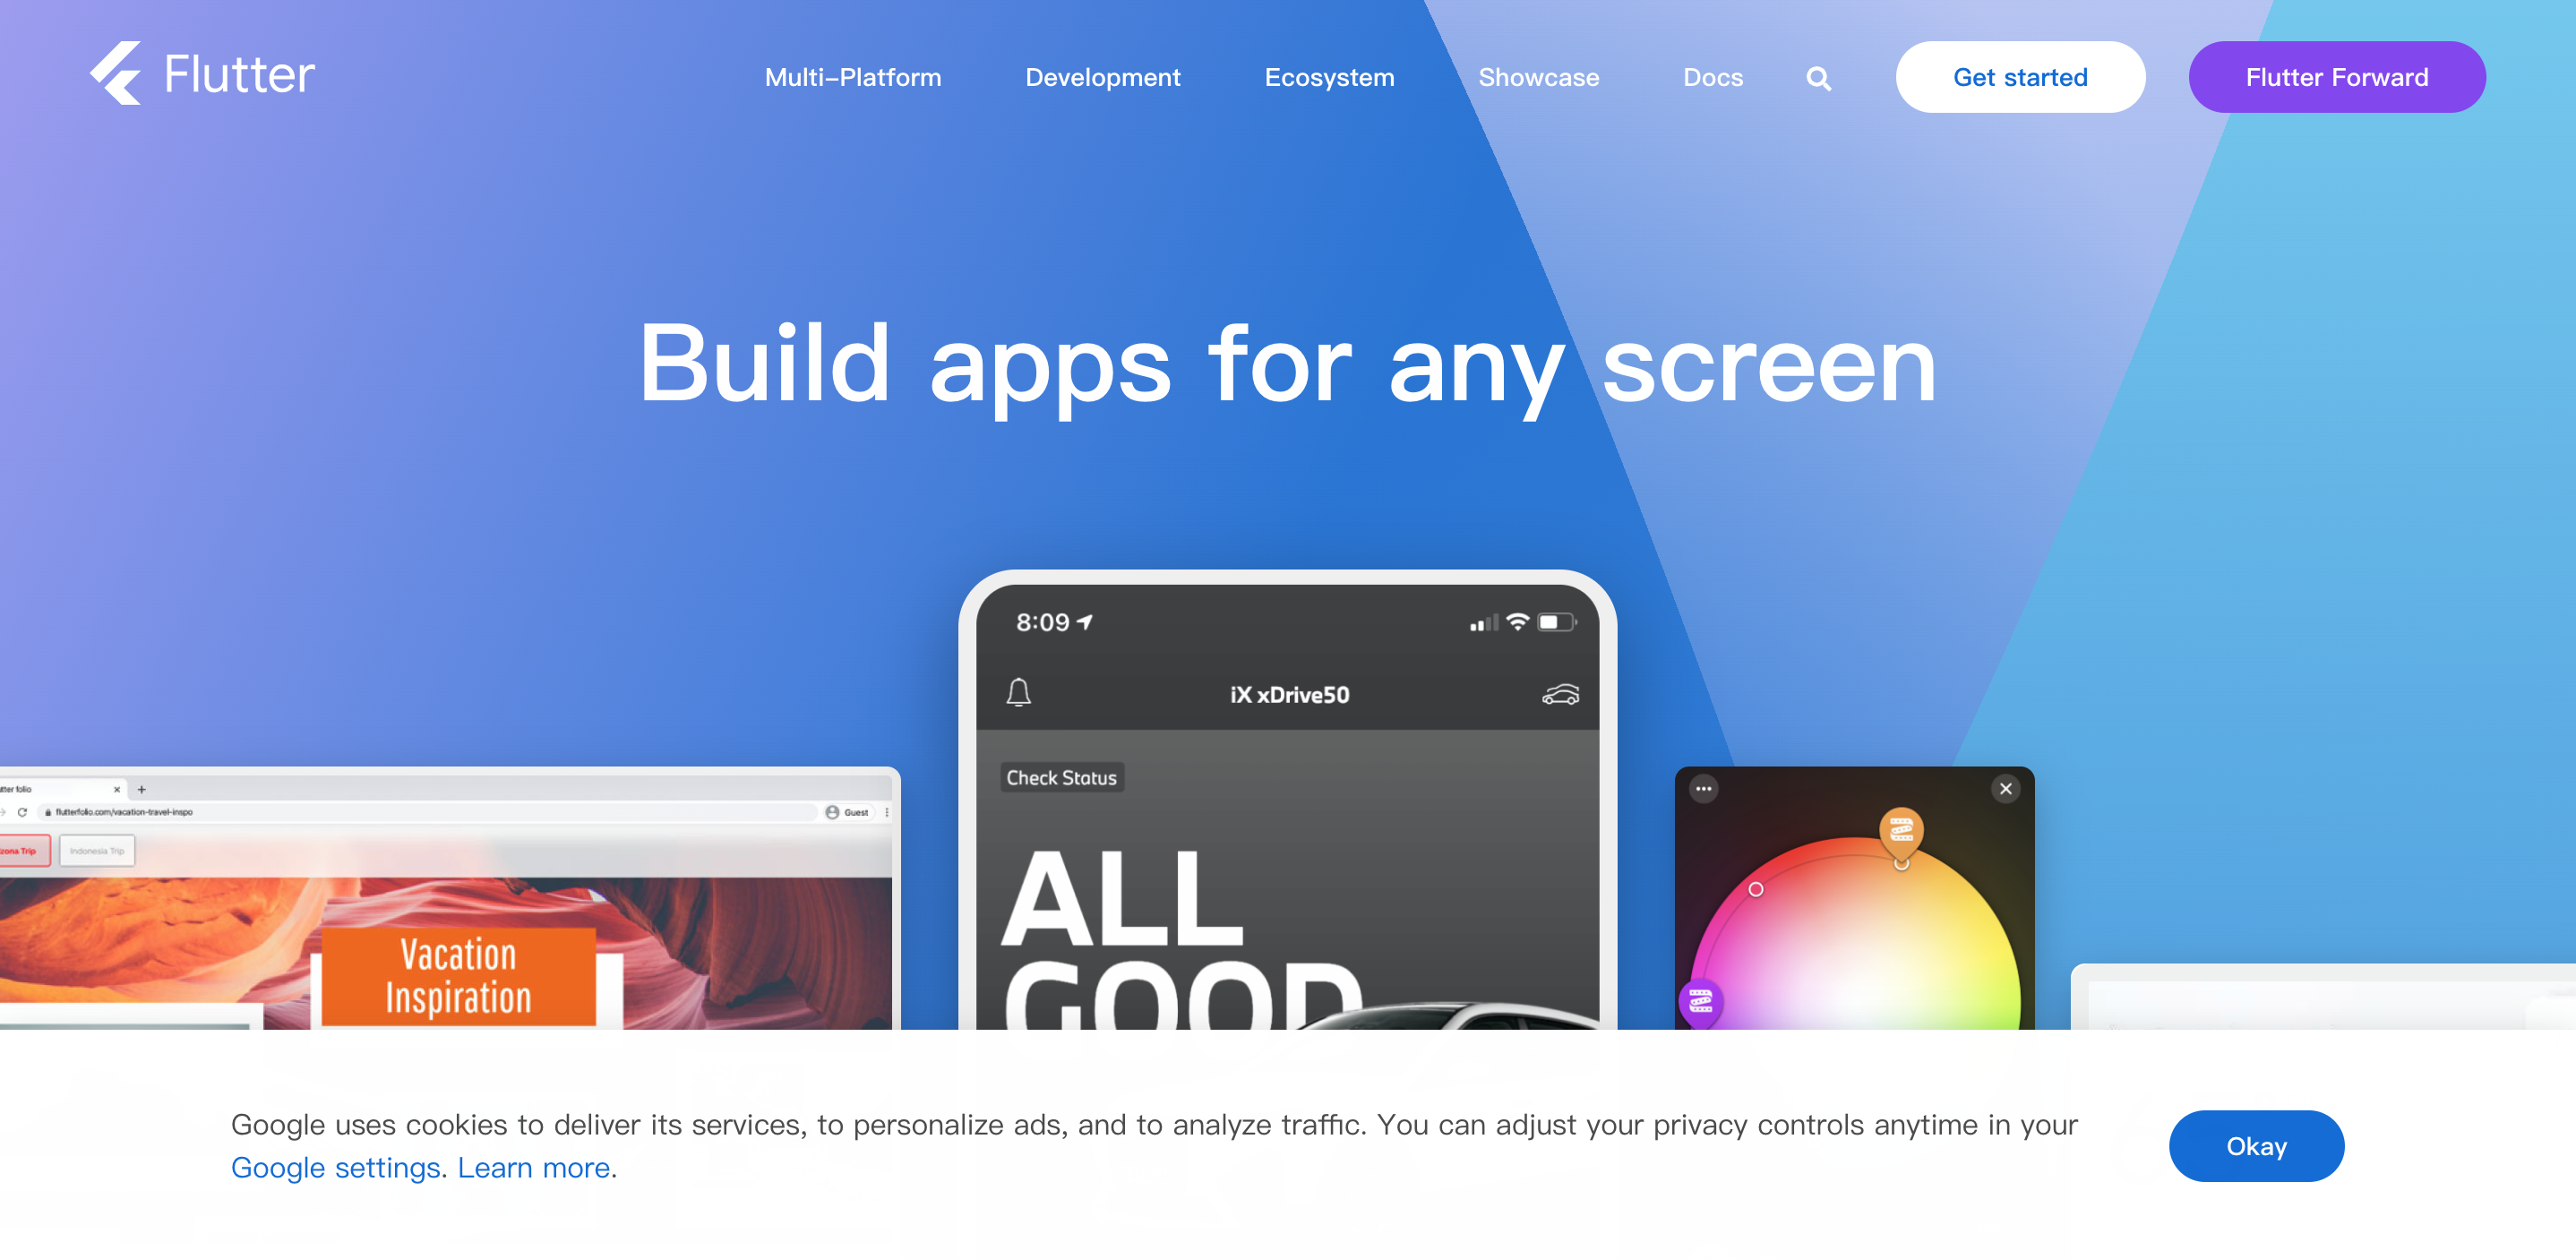 Flutter
Multi-Platform
Development
Ecosystem
Showcase
Docs
Get started
Flutter Forward
Build apps for any screen
8:09
iX xDrive50
Check Status
ALL
GOOD
tter folio
flutterfolio.com/vacation-travel-inspo
Guest
zona Trip
Indonesia Trip
Vacation
Inspiration
Google uses cookies to deliver its services, to personalize ads, and to analyze traffic. You can adjust your privacy controls anytime in your
Google settings. Learn more.
Okay